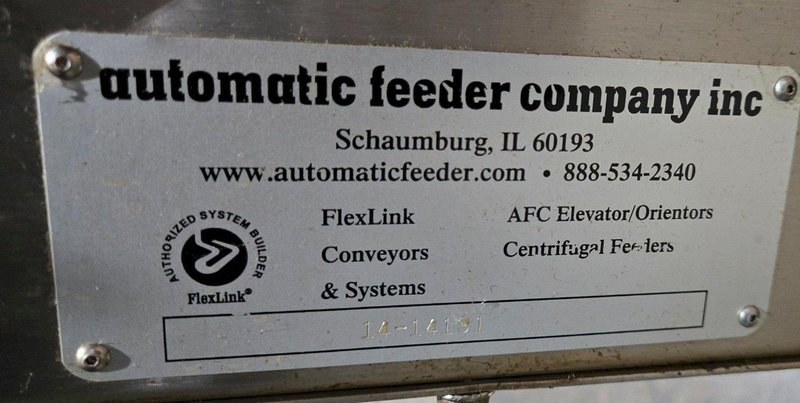 automatic feeder company inc
Schaumburg, IL 60193
www.automaticfeeder.com • 888-534-2340
AUTHORIZED SYSTEM BUILDER
FlexLink®
FlexLink
Conveyors
& Systems
AFC Elevator/Orientors
Centrifugal Feeders
14-14191